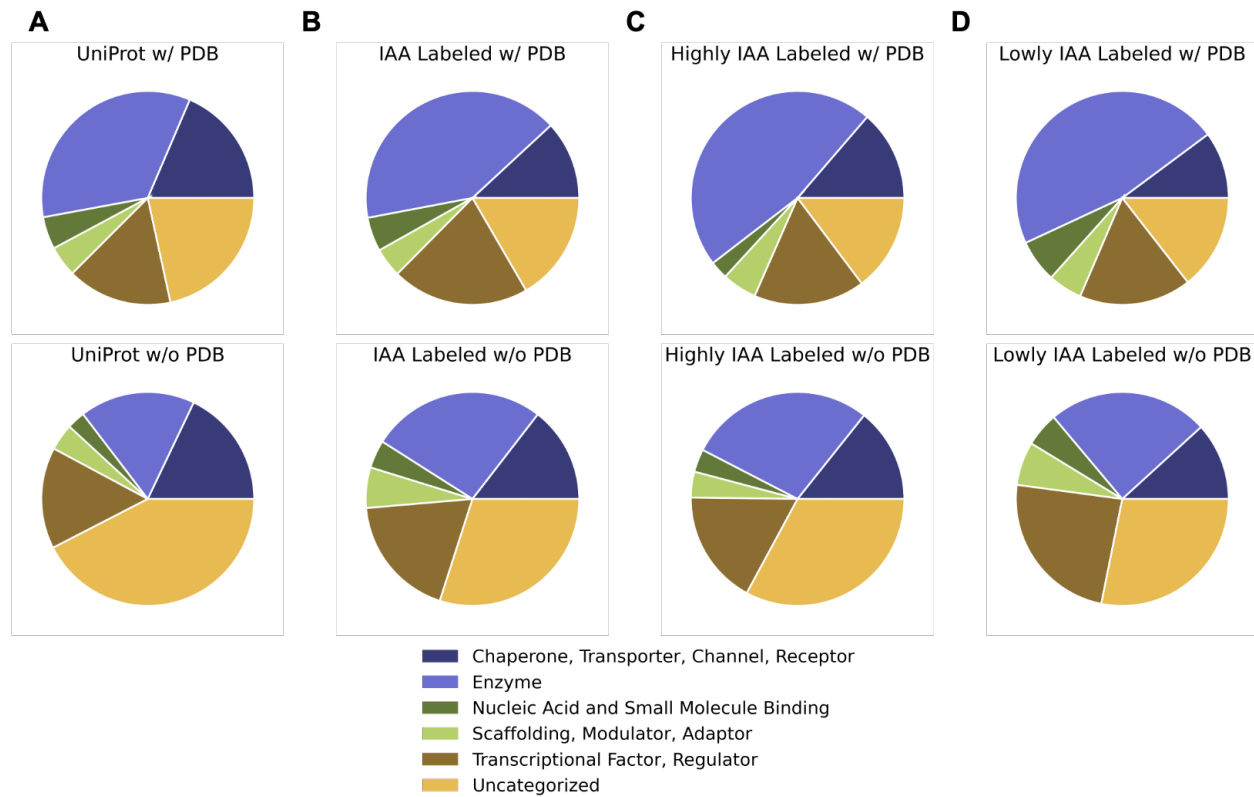 A
B
C
D
UniProt w/ PDB
IAA Labeled w/ PDB
Highly IAA Labeled w/ PDB
Lowly IAA Labeled w/ PDB
UniProt w/o PDB
IAA Labeled w/o PDB
Highly IAA Labeled w/o PDB
Lowly IAA Labeled w/o PDB
Chaperone, Transporter, Channel, Receptor
Enzyme
Nucleic Acid and Small Molecule Binding
Scaffolding, Modulator, Adaptor
Transcriptional Factor, Regulator
Uncategorized